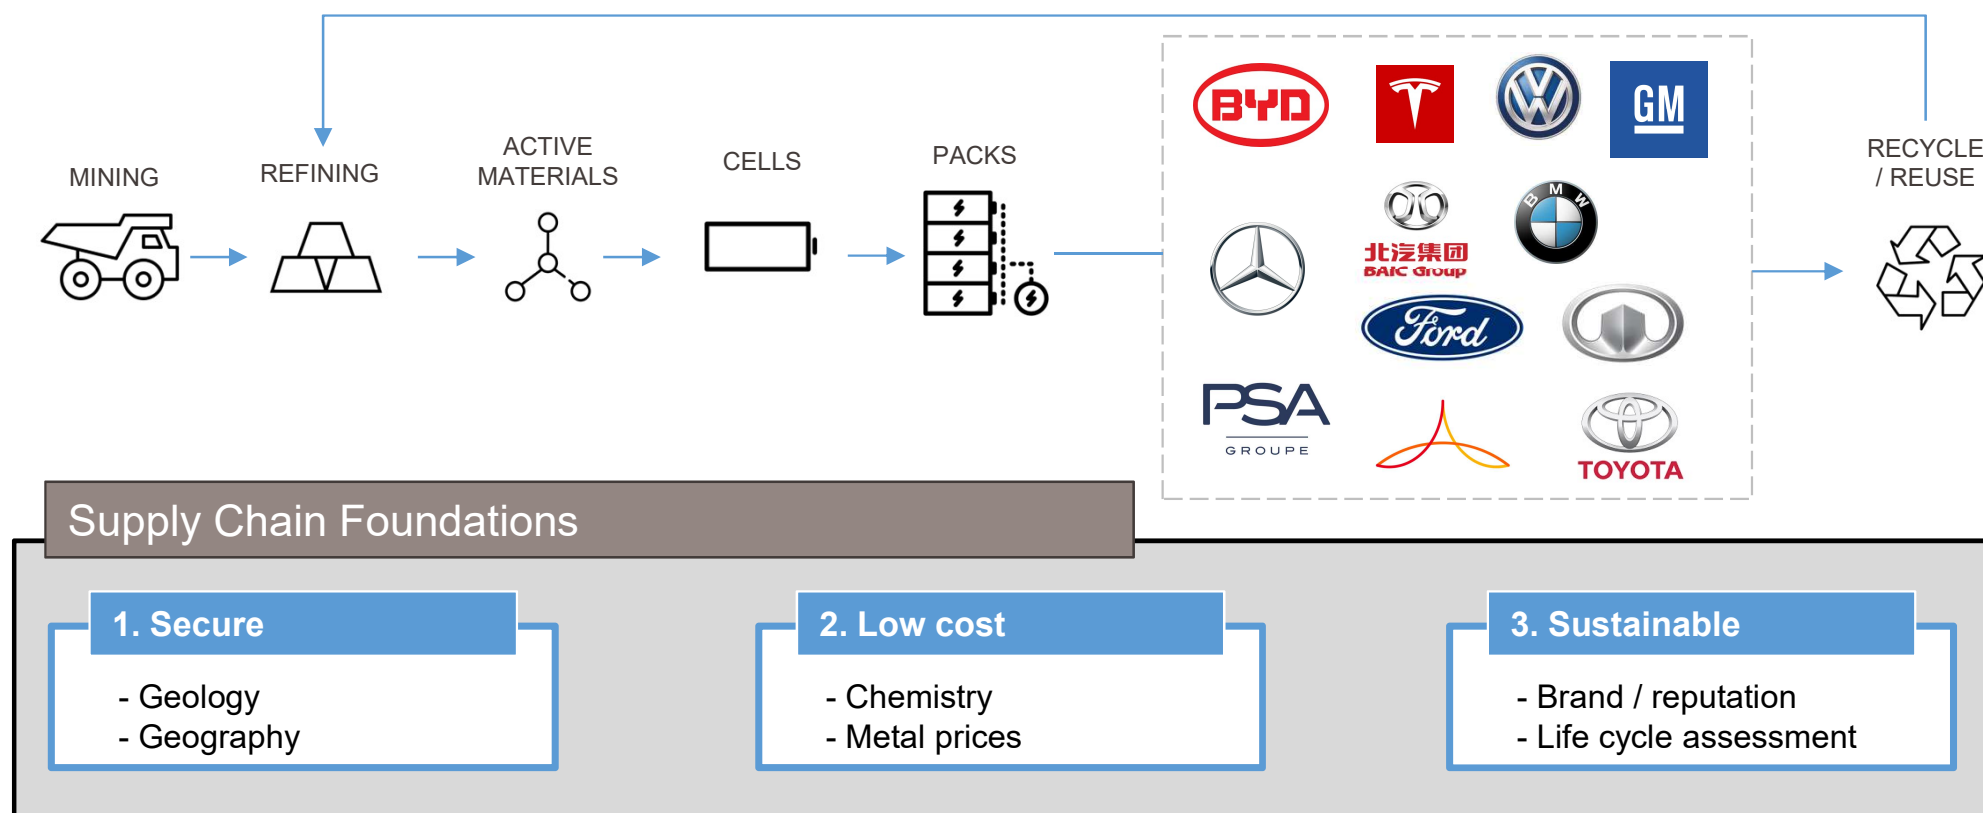 MINING
REFINING
ACTIVE
MATERIALS
CELLS
PACKS
BYD
VW
GM
北汽集团
BAIC Group
BMW
Ford
PSA
GROUPE
TOYOTA
RECYCLE
/ REUSE
Supply Chain Foundations
1. Secure
- Geology
- Geography
2. Low cost
- Chemistry
- Metal prices
3. Sustainable
- Brand / reputation
- Life cycle assessment